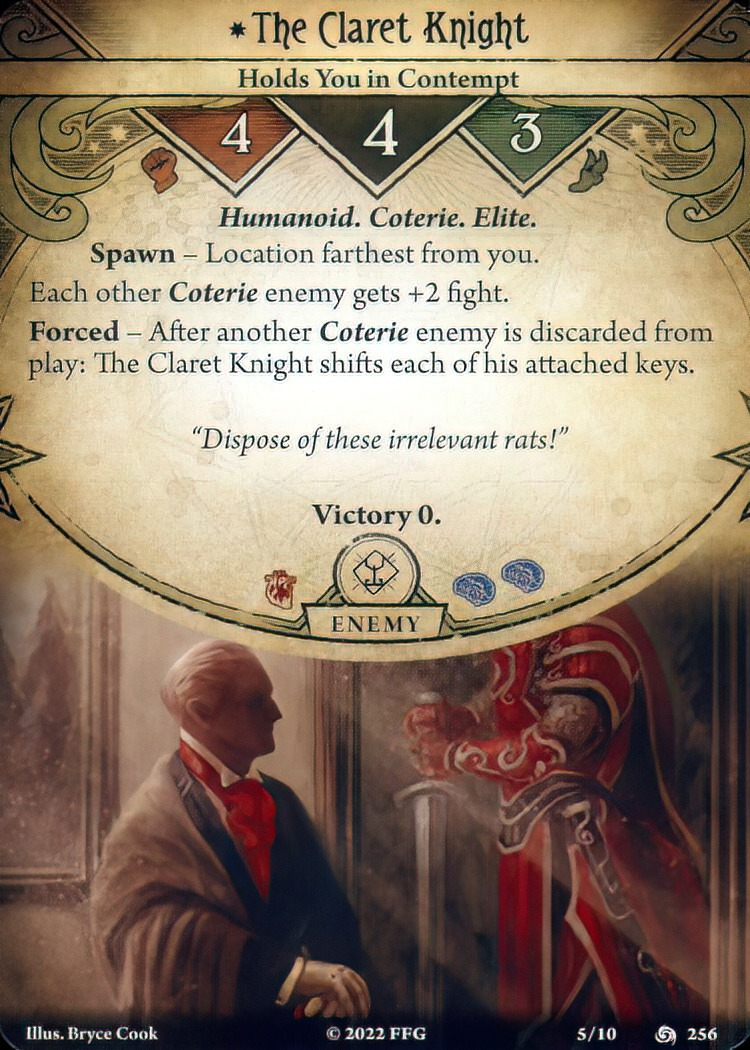 The Claret Knight
Holds You in Contempt
4 4 3
Humanoid. Coterie. Elite.
Spawn – Location farthest from you.
Each other Coterie enemy gets +2 fight.
Forced – After another Coterie enemy is discarded from
play: The Claret Knight shifts each of his attached keys.
“Dispose of these irrelevant rats!”
Victory 0.
ENEMY
Illus. Bryce Cook © 2022 FFG 5/10 256